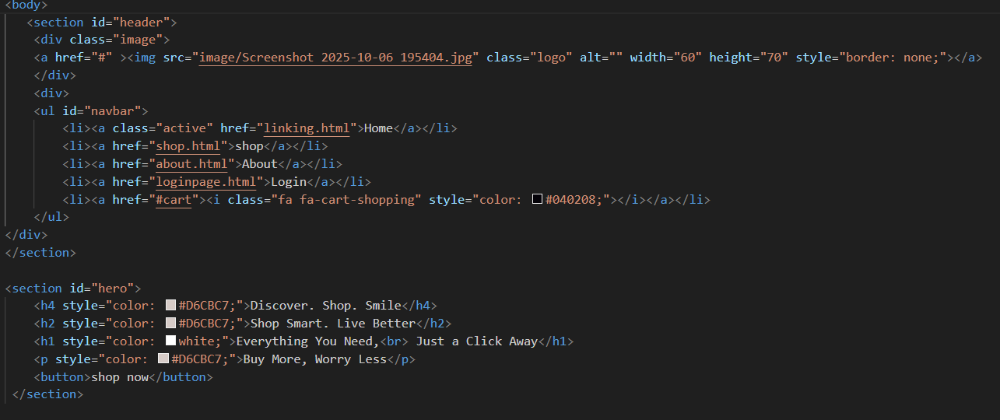 <body>
<section id="header">
<div class="image">
<a href="#" ><img src="image/Screenshot 2025-10-06 195404.jpg" class="logo" alt="" width="60" height="70" style="border: none;"></a>
</div>
<div>
<ul id="navbar">
<li><a class="active" href="linking.html">Home</a></li>
<li><a href="shop.html">shop</a></li>
<li><a href="about.html">About</a></li>
<li><a href="loginpage.html">Login</a></li>
<li><a href="#cart"><i class="fa fa-cart-shopping" style="color: #040208;"></i></a></li>
</ul>
</div>
</section>
<section id="hero">
<h4 style="color: #D6CBC7;">Discover. Shop. Smile</h4>
<h2 style="color: #D6CBC7;">Shop Smart. Live Better</h2>
<h1 style="color: white;">Everything You Need,<br> Just a Click Away</h1>
<p style="color: #D6CBC7;">Buy More, Worry Less</p>
<button>shop now</button>
</section>